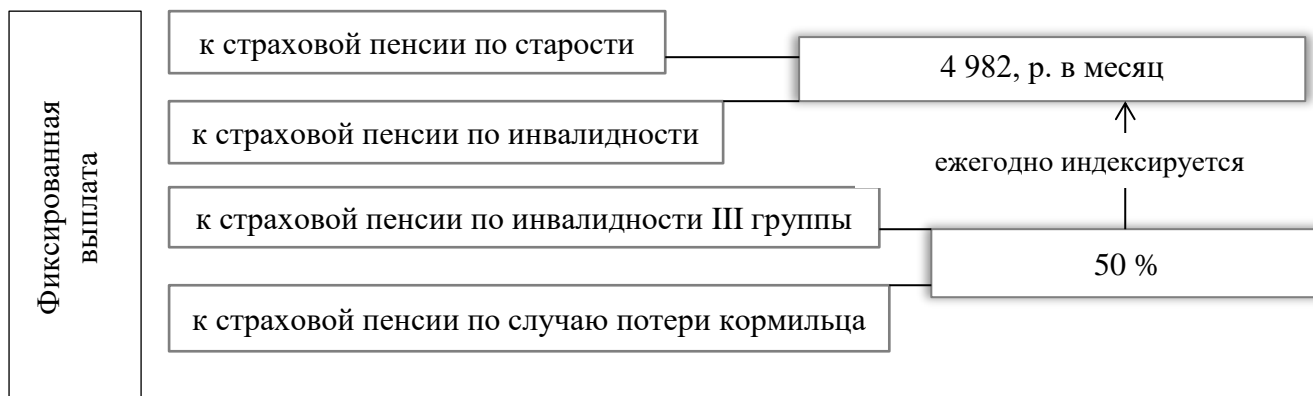 Фиксированная
выплата
к страховой пенсии по старости
4 982, р. в месяц
к страховой пенсии по инвалидности
ежегодно индексируется
к страховой пенсии по инвалидности III группы
50 %
к страховой пенсии по случаю потери кормильца